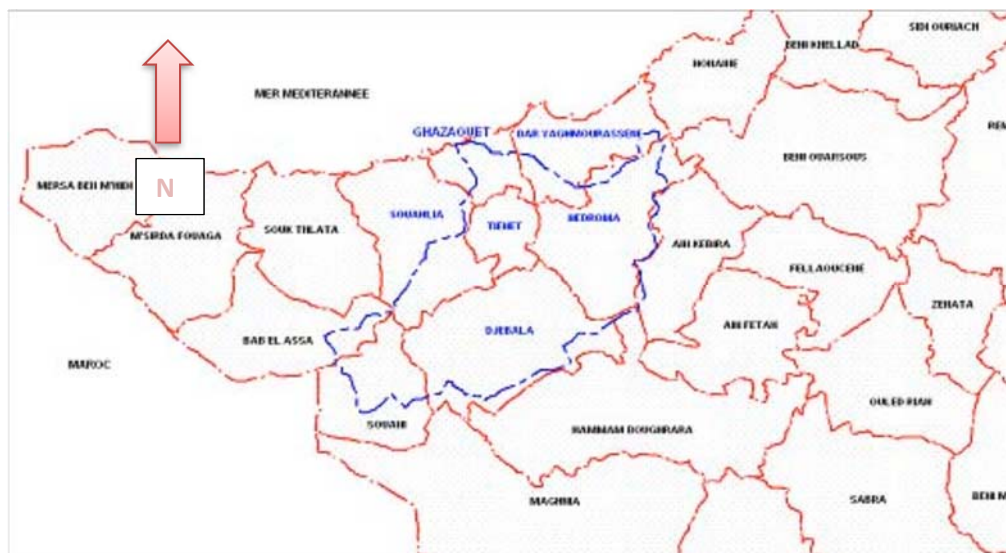 SIDI OURIACH
BENI KHELLAD
HONAINE
MER MEDITERANNEE
GHAZAOUET
DAR YAGHMOURASSENE
BENI OUARSOUS
MERSA BEN M'HIDI
N
SOUAHLIA
NEDROMA
TIENET
SOUK THLATA
M'SIRDA FOUAGA
AIN KEBIRA
FELLAOUCENE
ZENATA
AIN FETAH
DJEBALA
BAB EL ASSA
MAROC
OULED RIAH
SOUANI
HAMMAM BOUGHRARA
MAGHNIA
SABRA